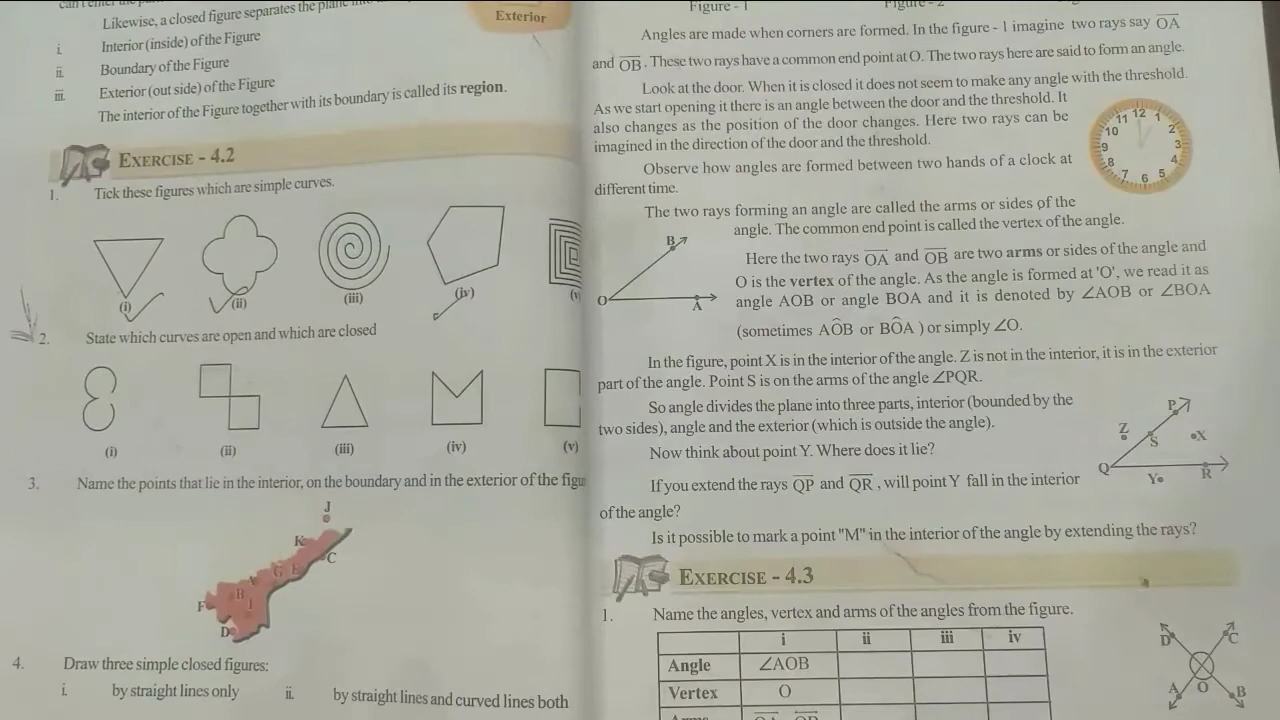 Likewise, a closed figure separates the plane into
Exterior
i. Interior (inside) of the Figure
ii. Boundary of the Figure
iii. Exterior (out side) of the Figure
The interior of the Figure together with its boundary is called its region.
EXERCISE - 4.2
1. Tick these figures which are simple curves.
(i) (ii) (iii) (iv) (v
2. State which curves are open and which are closed
(i) (ii) (iii) (iv) (v)
3. Name the points that lie in the interior, on the boundary and in the exterior of the figu
J
K
C
G E
B
I
F
D
4. Draw three simple closed figures:
i. by straight lines only ii. by straight lines and curved lines both
Figure - 1 Figure - 2
Angles are made when corners are formed. In the figure - 1 imagine two rays say OA
and OB. These two rays have a common end point at O. The two rays here are said to form an angle.
Look at the door. When it is closed it does not seem to make any angle with the threshold.
As we start opening it there is an angle between the door and the threshold. It
also changes as the position of the door changes. Here two rays can be
imagined in the direction of the door and the threshold.
12 1 2 3 4 5 6 7 8 9 10 11
Observe how angles are formed between two hands of a clock at
different time.
The two rays forming an angle are called the arms or sides of the
angle. The common end point is called the vertex of the angle.
B
O
A
Here the two rays OA and OB are two arms or sides of the angle and
O is the vertex of the angle. As the angle is formed at 'O', we read it as
angle AOB or angle BOA and it is denoted by ∠AOB or ∠BOA
(sometimes AÔB or BÔA ) or simply ∠O.
In the figure, point X is in the interior of the angle. Z is not in the interior, it is in the exterior
part of the angle. Point S is on the arms of the angle ∠PQR.
So angle divides the plane into three parts, interior (bounded by the
two sides), angle and the exterior (which is outside the angle).
Now think about point Y. Where does it lie?
P
Z
S
X
Q
Y
R
If you extend the rays QP and QR, will point Y fall in the interior
of the angle?
Is it possible to mark a point "M" in the interior of the angle by extending the rays?
EXERCISE - 4.3
1. Name the angles, vertex and arms of the angles from the figure.
i ii iii iv
Angle ∠AOB
Vertex O
D C
A O B